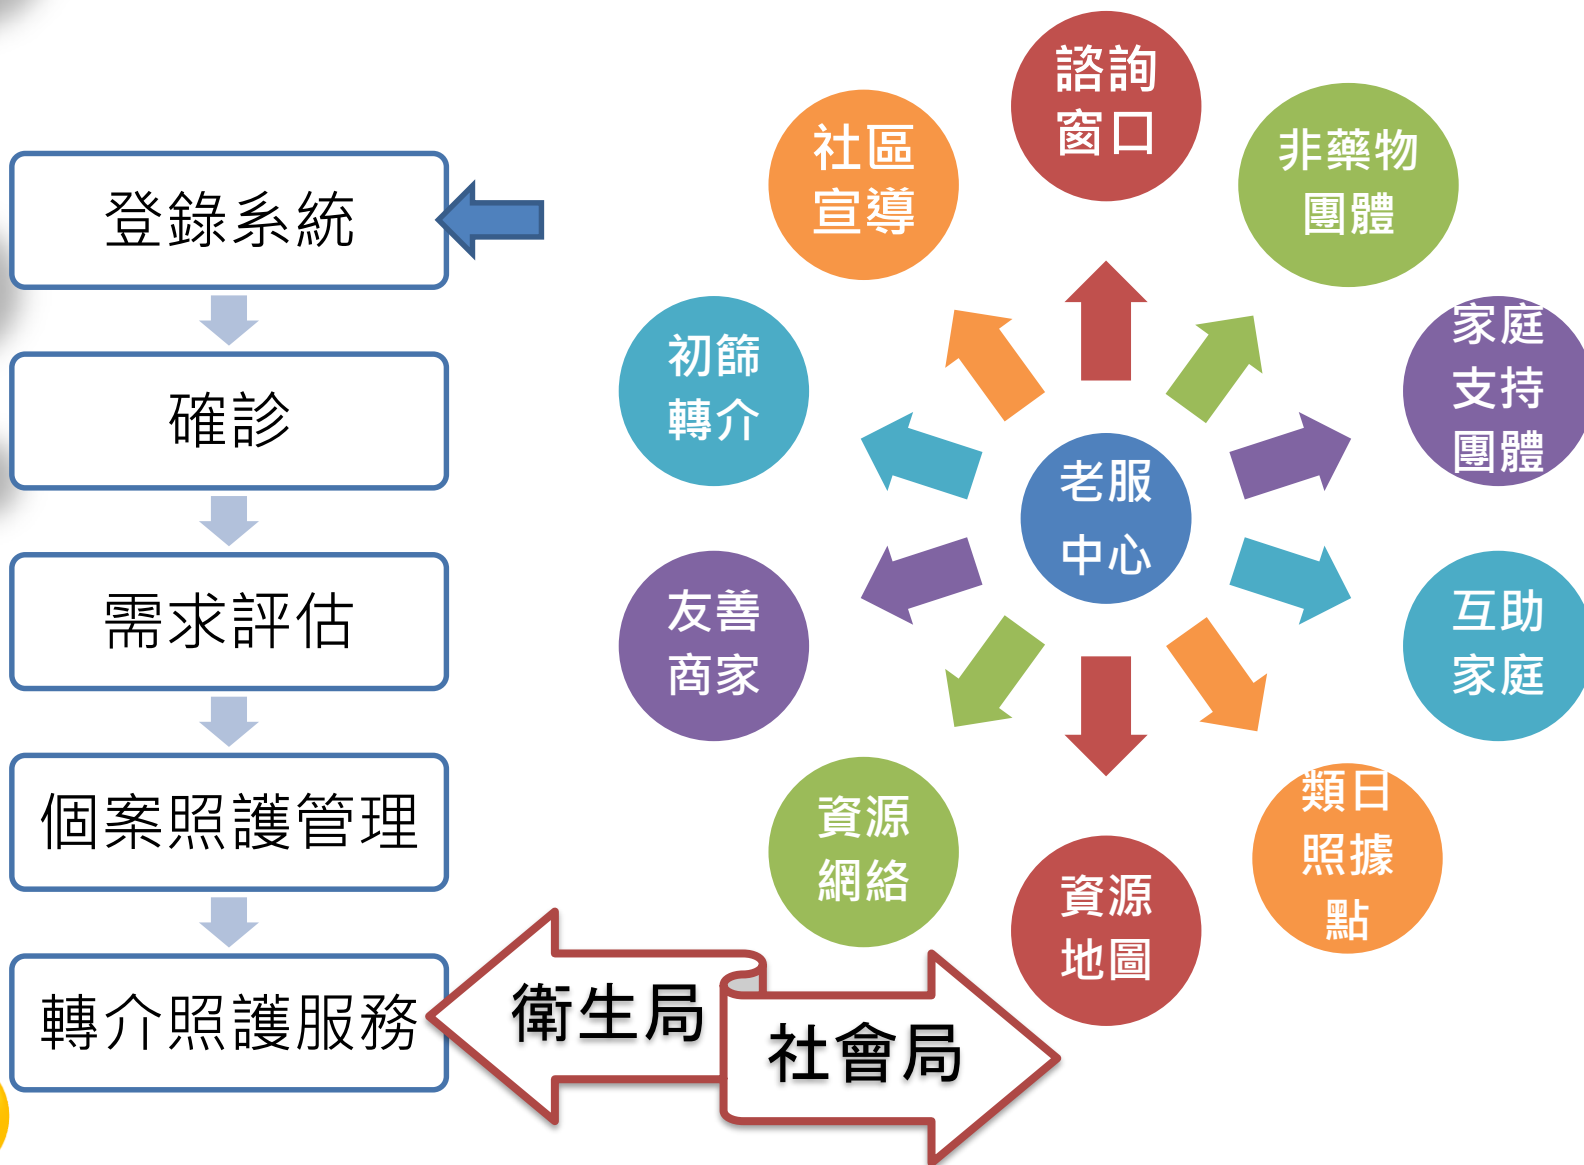 登錄系統
確診
需求評估
個案照護管理
轉介照護服務
衛生局
社會局
老服
中心
諮詢
窗口
非藥物
團體
家庭
支持
團體
互助
家庭
類日
照據
點
資源
地圖
資源
網絡
友善
商家
初篩
轉介
社區
宣導